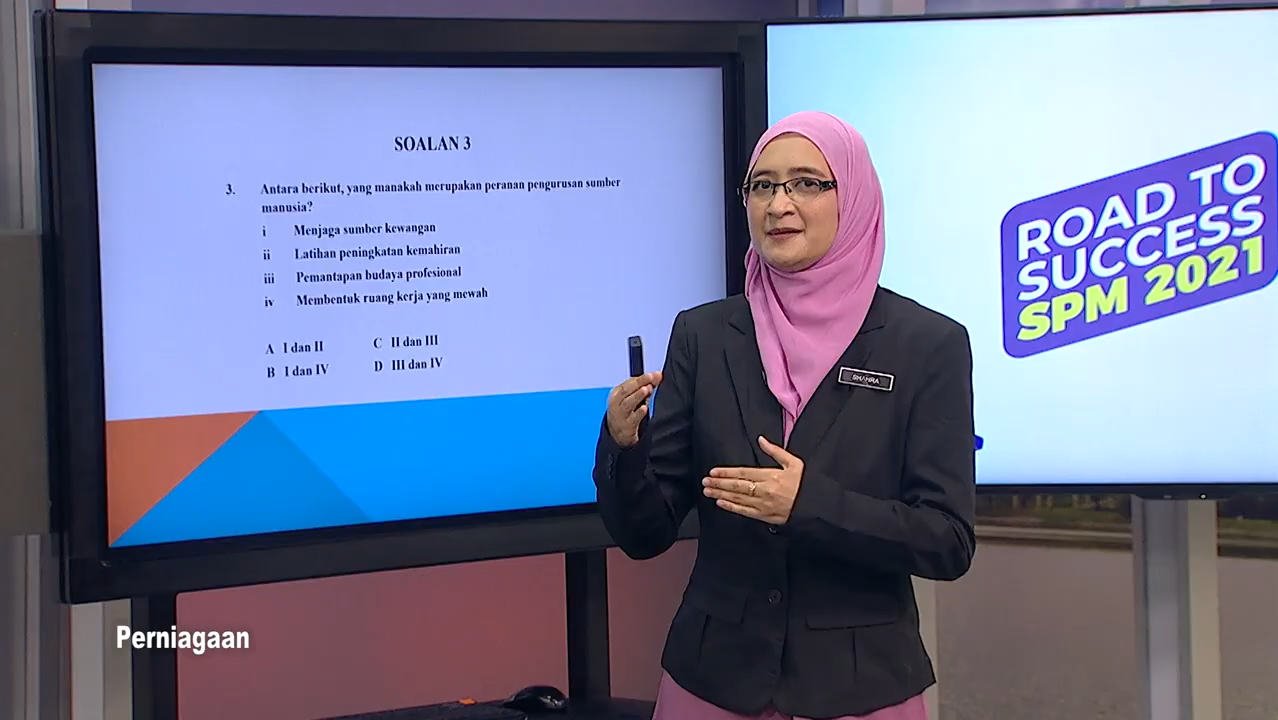 SOALAN 3
3. Antara berikut, yang manakah merupakan peranan pengurusan sumber
manusia?
i Menjaga sumber kewangan
ii Latihan peningkatan kemahiran
iii Pemantapan budaya profesional
iv Membentuk ruang kerja yang mewah
A I dan II C II dan III
B I dan IV D III dan IV
ROAD TO
SUCCESS
SPM 2021
SHAHRA
Perniagaan